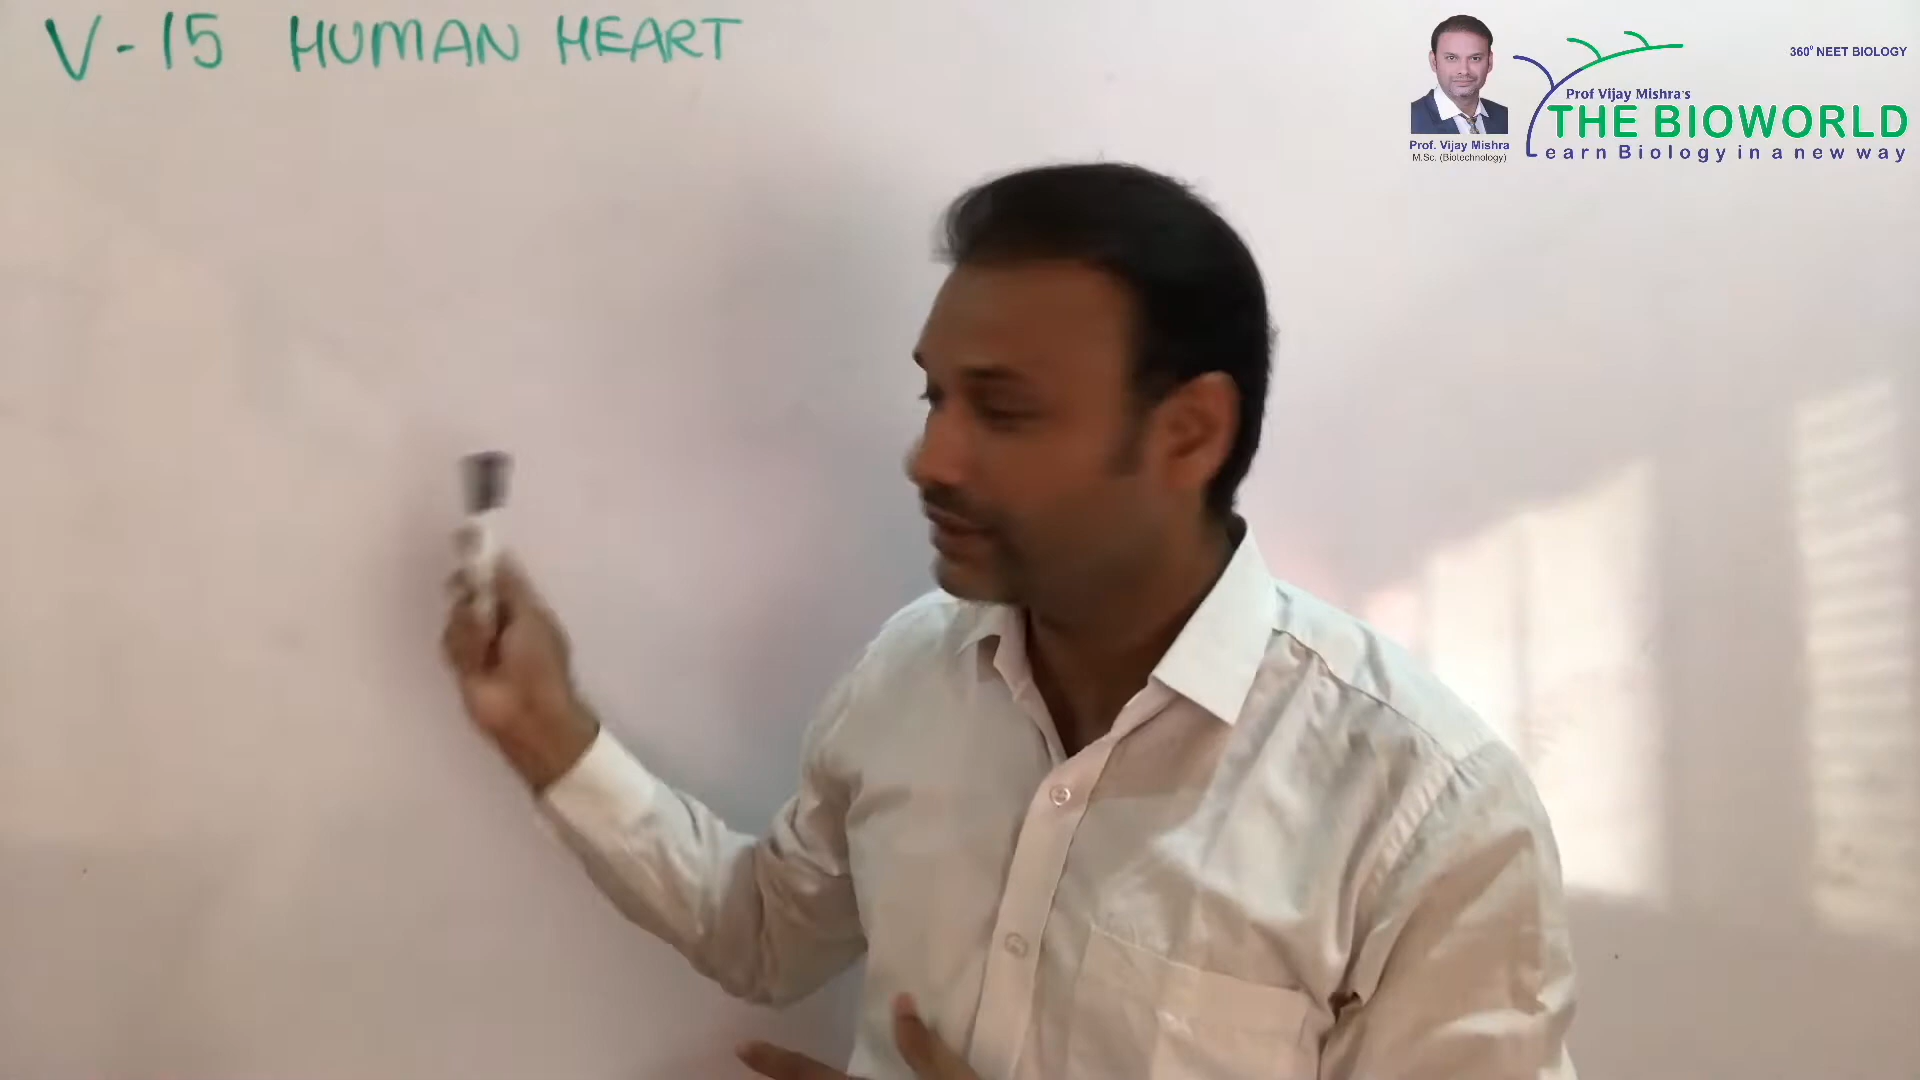 V-15 HUMAN HEART
360° NEET BIOLOGY
Prof Vijay Mishra's
THE BIOWORLD
Learn Biology in a new way
Prof. Vijay Mishra
M.Sc. (Biotechnology)